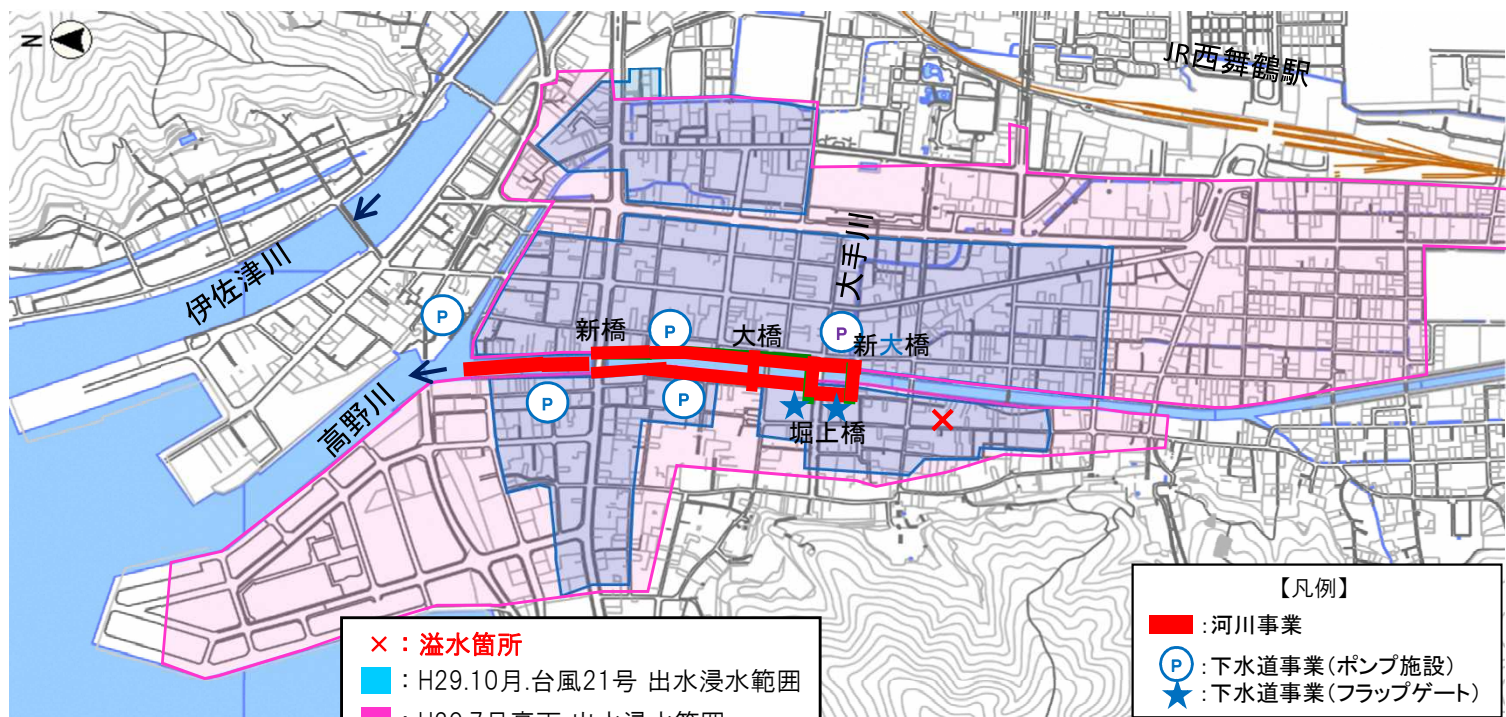 N
JR西舞鶴駅
伊佐津川
大手川
P
新橋
P
大橋
P
新大橋
高野川
P
P
×
堀上橋
【凡例】
:河川事業
P :下水道事業(ポンプ施設)
:下水道事業(フラップゲート)
×:溢水箇所
:H29.10月.台風21号 出水浸水範囲